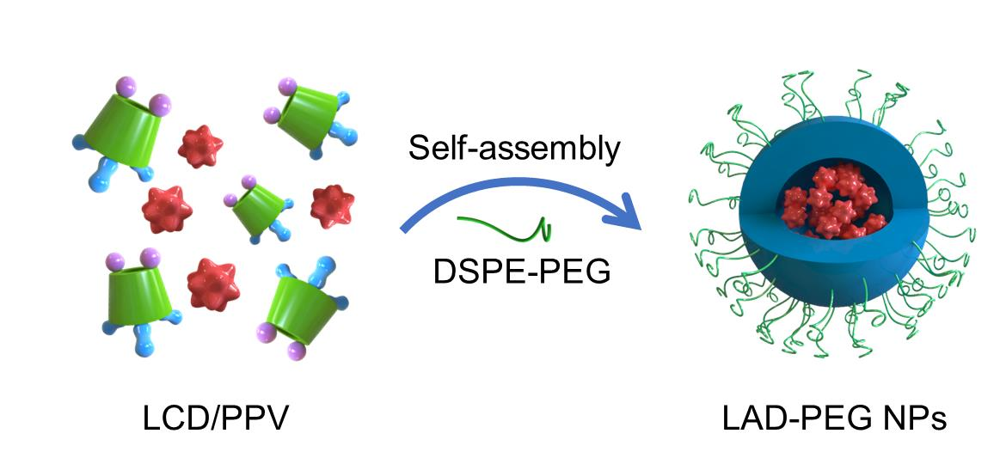 Self-assembly
DSPE-PEG
LCD/PPV
LAD-PEG NPs